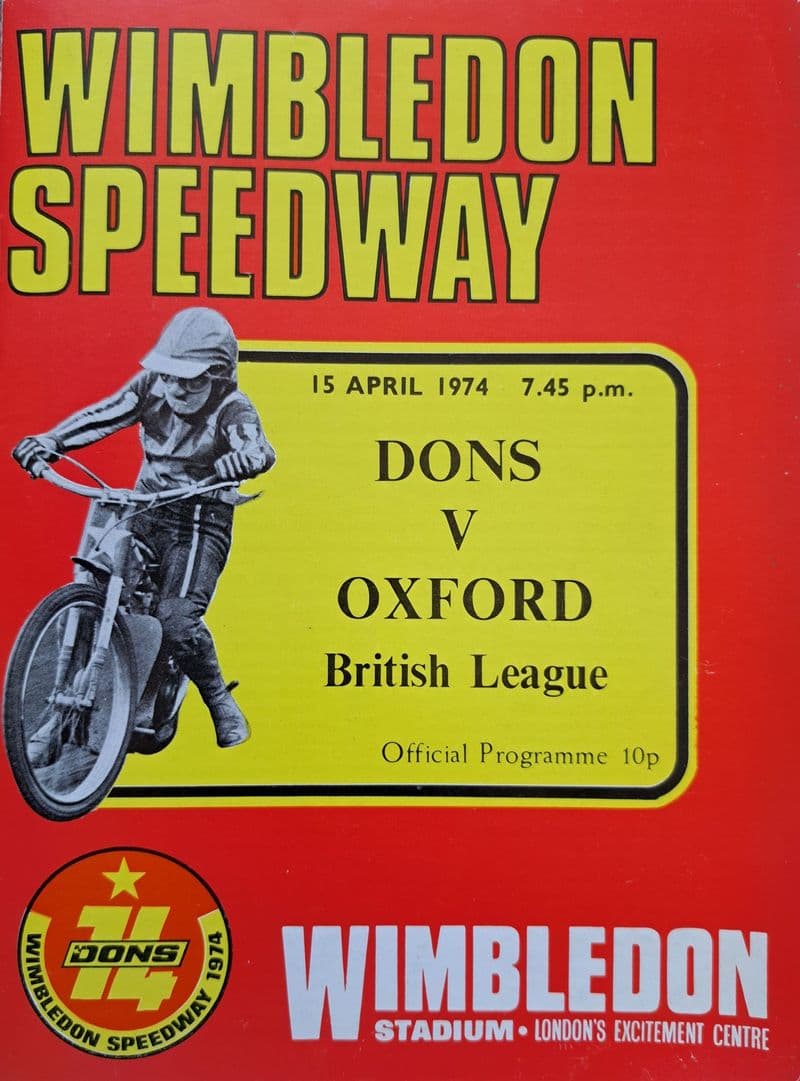 WIMBLEDON
SPEEDWAY
15 APRIL 1974 7.45 p.m.
DONS
V
OXFORD
British League
Official Programme 10p
74
DONS
WIMBLEDON SPEEDWAY 1974
WIMBLEDON
STADIUM • LONDON'S EXCITEMENT CENTRE